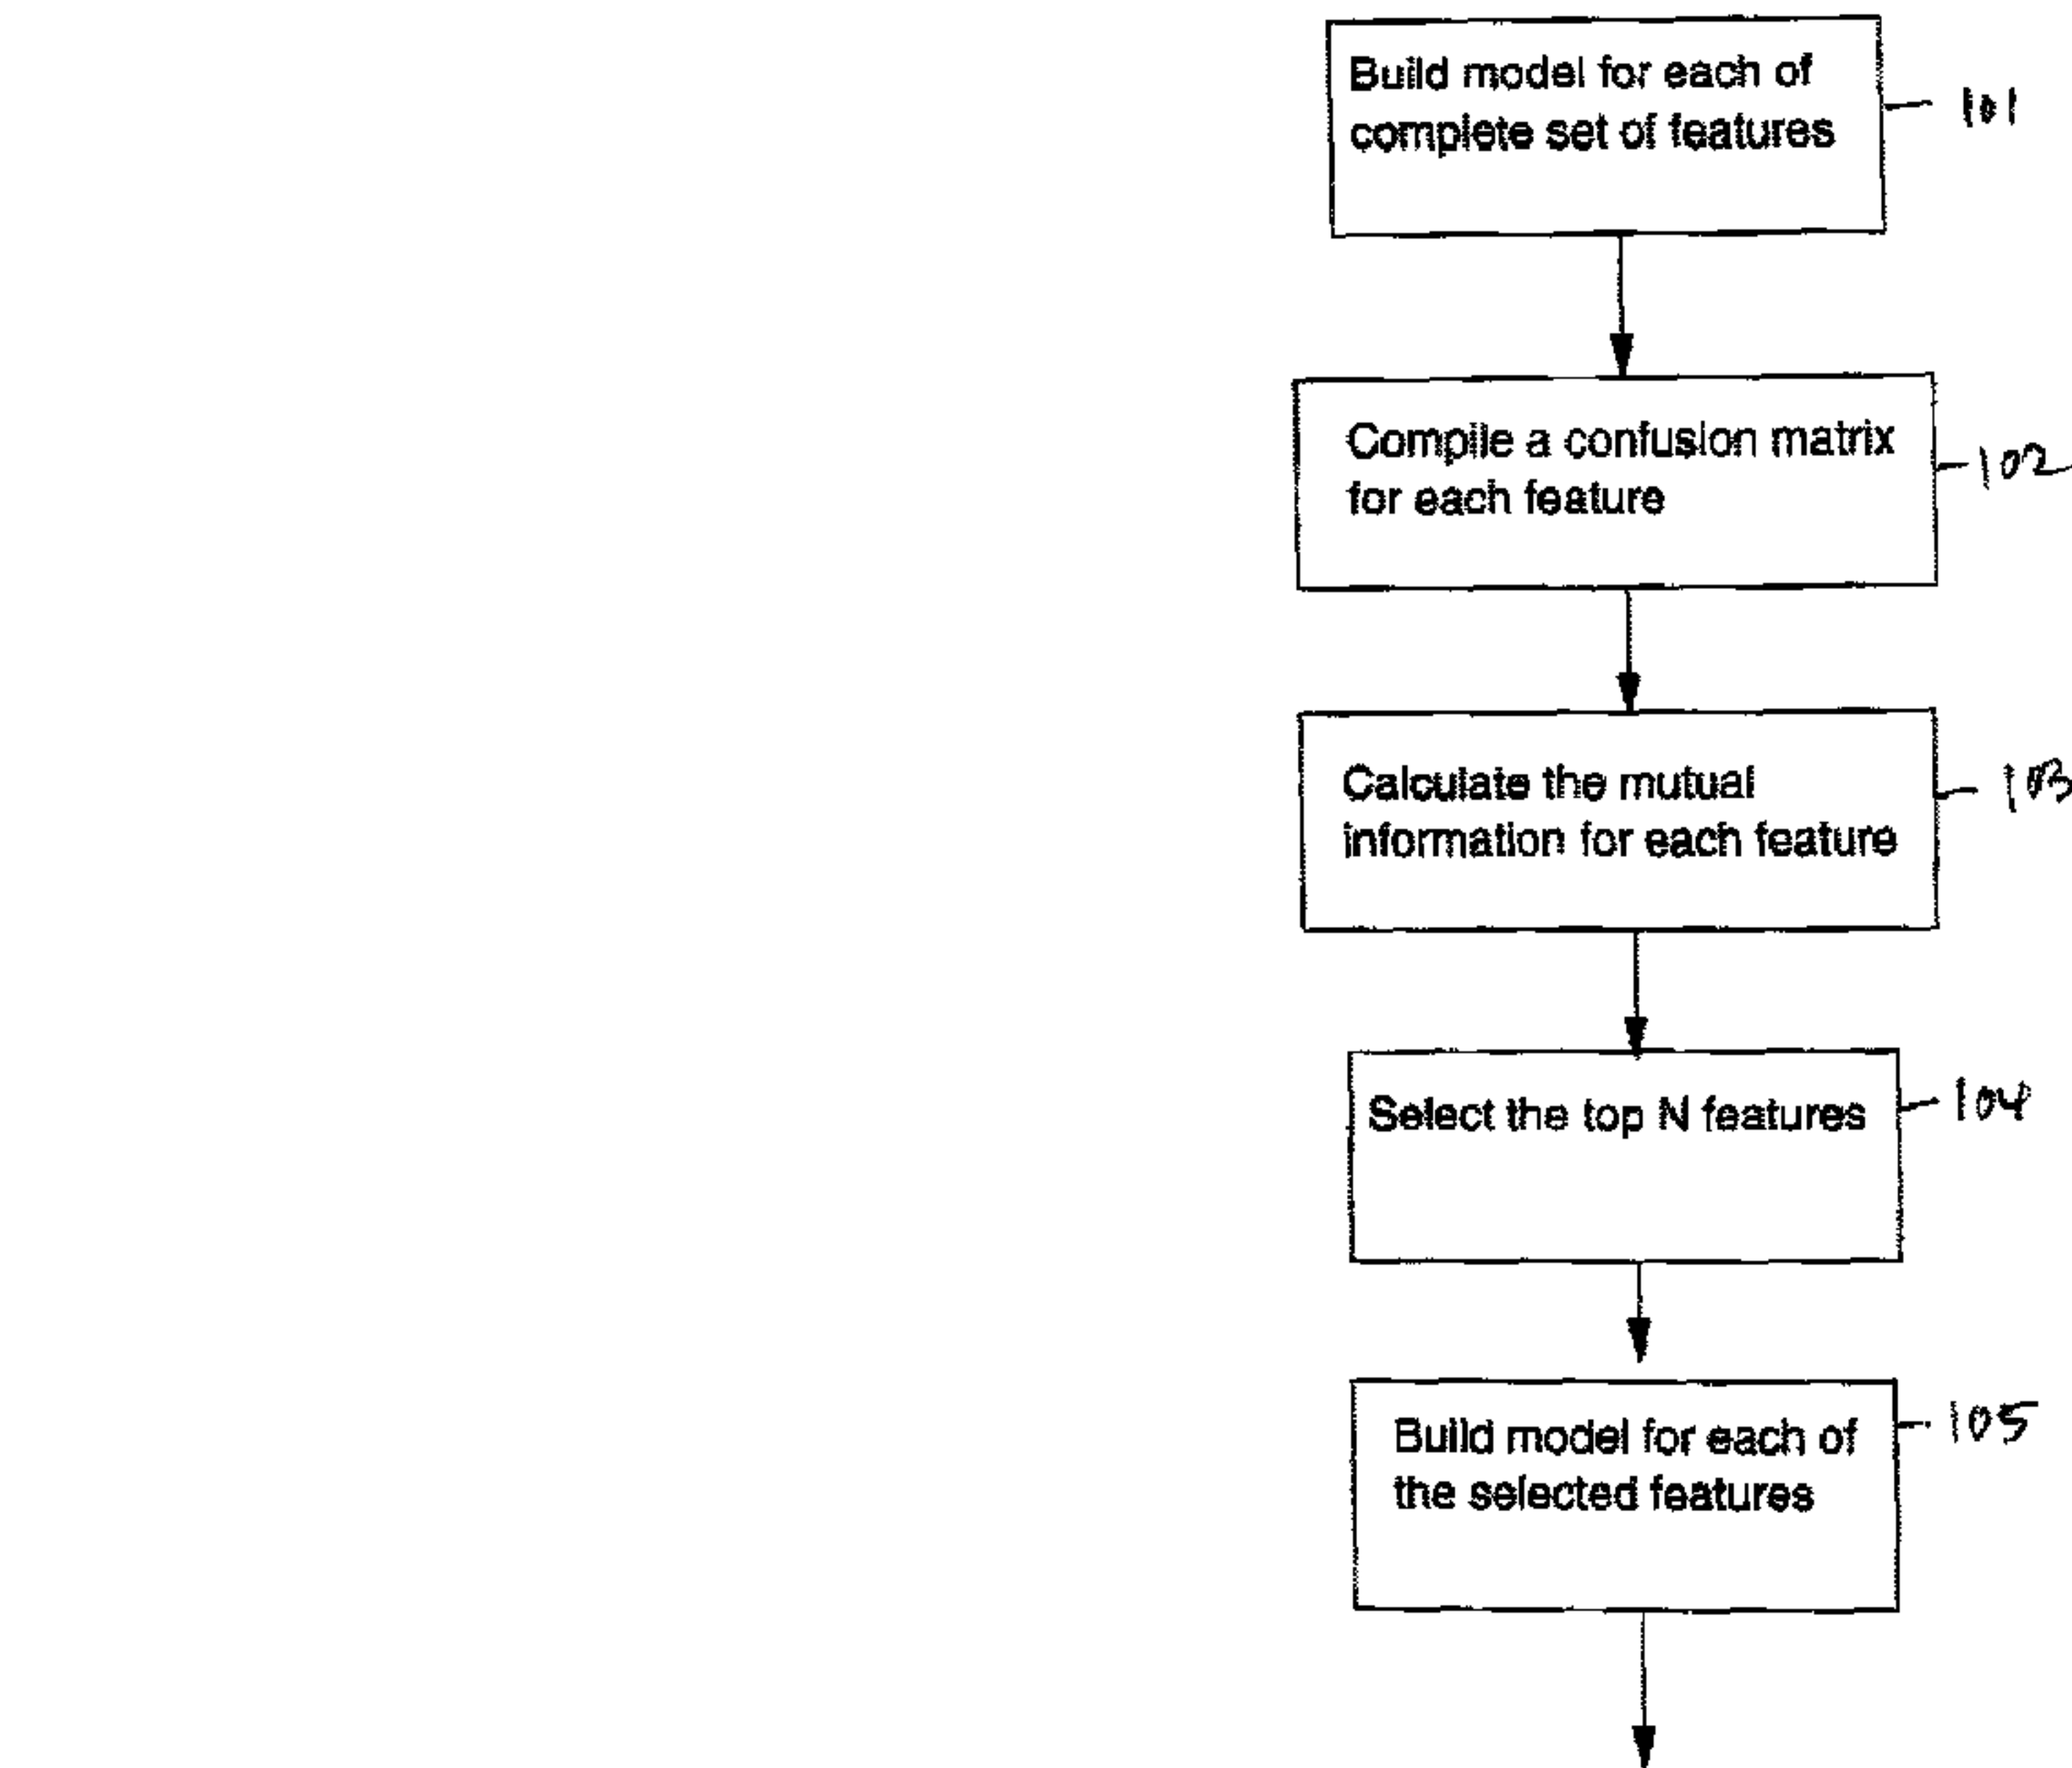 Build model for each of
complete set of features
101
Compile a confusion matrix
for each feature
102
Calculate the mutual
information for each feature
103
Select the top N features
104
Build model for each of
the selected features
105